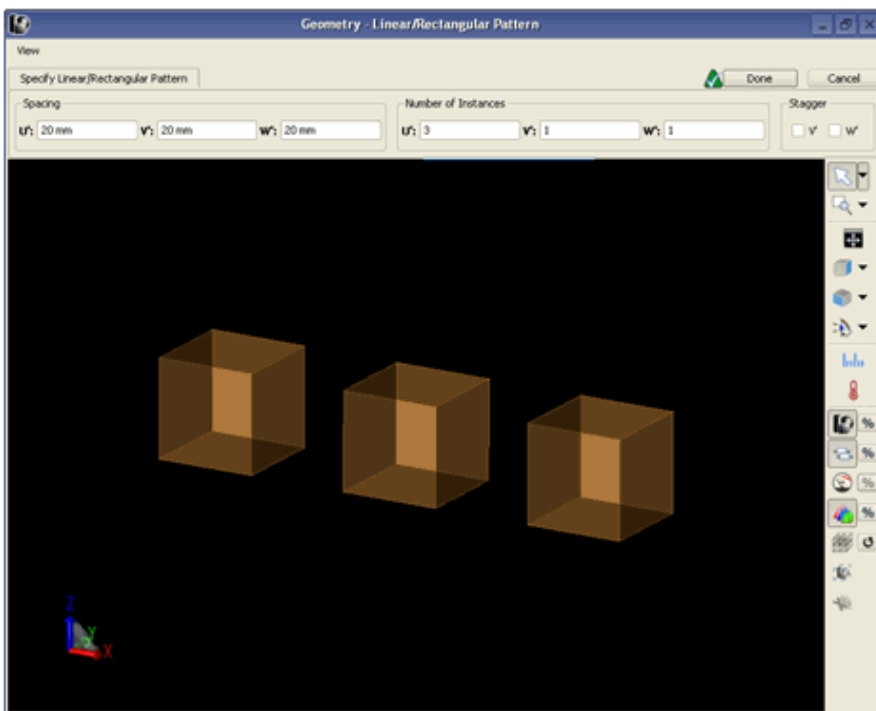 Geometry - Linear/Rectangular Pattern
View
Specify Linear/Rectangular Pattern
Done
Cancel
Spacing
Number of Instances
Stagger
U': 20 mm
V': 20 mm
W': 20 mm
U': 3
V': 1
W': 1
V'
W'
%
%
%
%
Z
Y
X